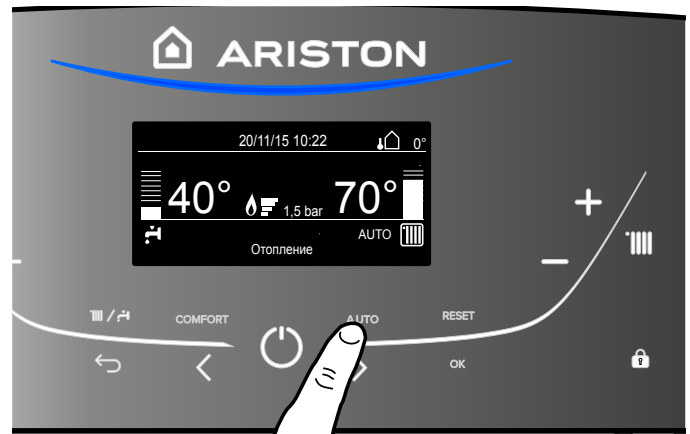 ARISTON
20/11/15 10:22
0°
40°
1,5 bar
70°
AUTO
Отопление
COMFORT
AUTO
RESET
OK